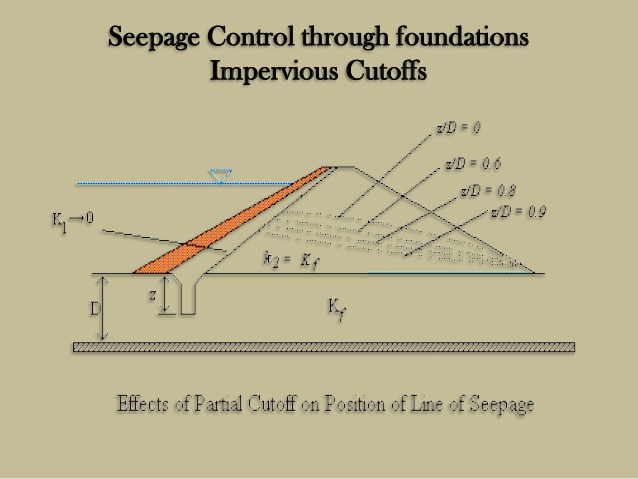 Seepage Control through foundations
Impervious Cutoffs
z/D = 0
z/D = 0.6
z/D = 0.8
z/D = 0.9
K1→0
k2 = Kf
z
D
Kf
Effects of Partial Cutoff on Position of Line of Seepage